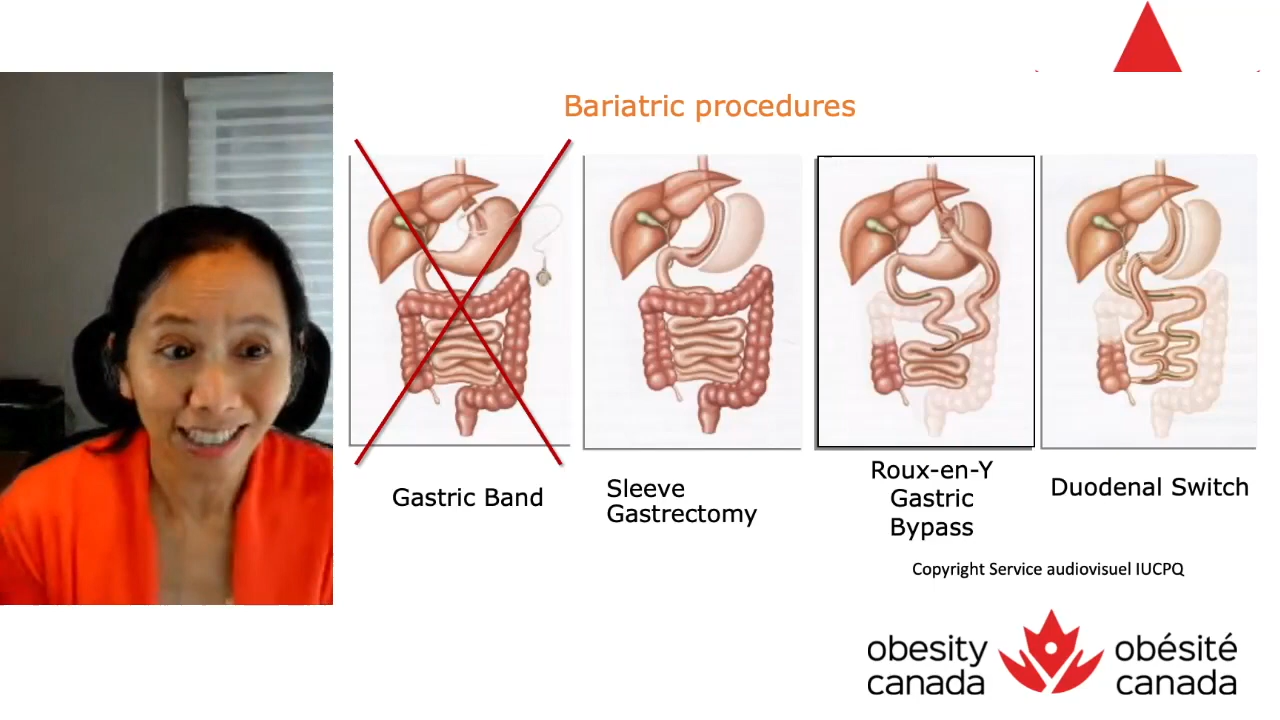 Bariatric procedures
Gastric Band
Sleeve
Gastrectomy
Roux-en-Y
Gastric
Bypass
Duodenal Switch
Copyright Service audiovisuel IUCPQ
obesity
canada
obésité
canada